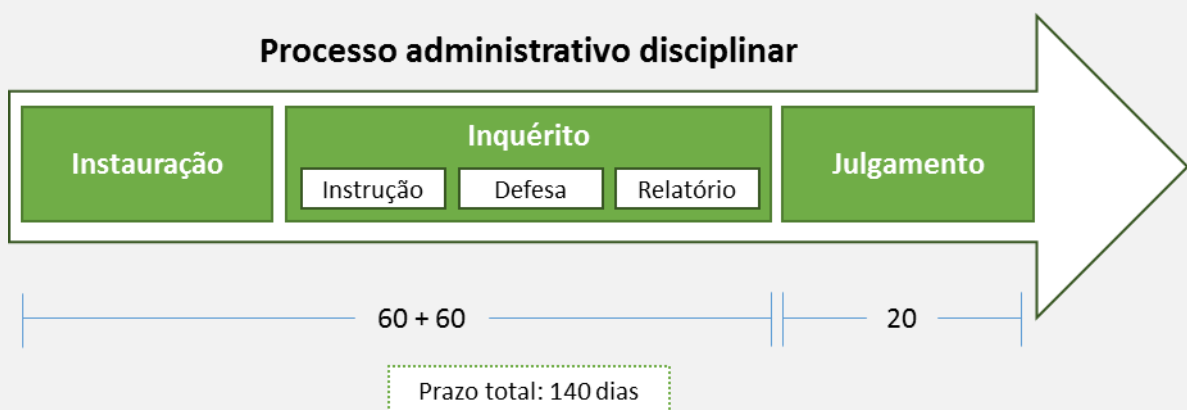 Processo administrativo disciplinar
Instauração
Inquérito
Instrução
Defesa
Relatório
Julgamento
60 + 60
20
Prazo total: 140 dias